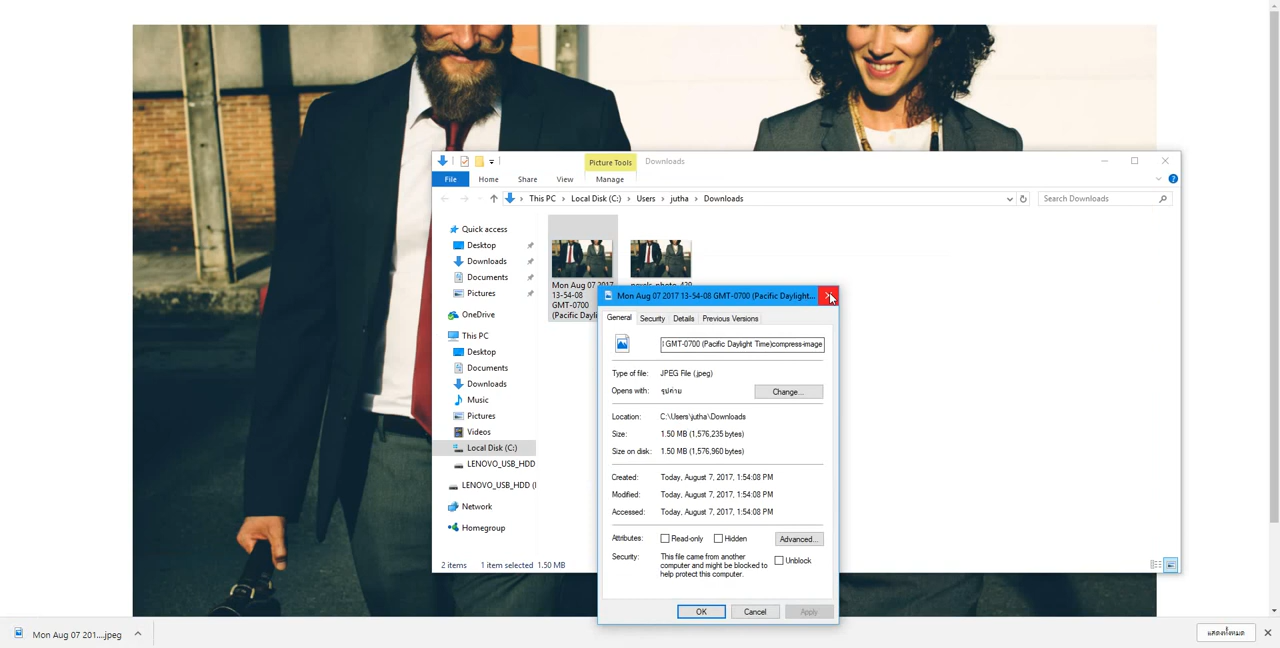 Picture Tools
Downloads
File
Home
Share
View
Manage
This PC
Local Disk (C:)
Users
jutha
Downloads
Search Downloads
Quick access
Desktop
Downloads
Documents
Pictures
OneDrive
This PC
Desktop
Documents
Downloads
Music
Pictures
Videos
Local Disk (C:)
LENOVO_USB_HDD
LENOVO_USB_HDD (
Network
Homegroup
Mon Aug 07 2017
13-54-08
GMT-0700
(Pacific Dayli
2 items 1 item selected 1.50 MB
Mon Aug 07 2017 13-54-08 GMT-0700 (Pacific Daylight...
General
Security
Details
Previous Versions
GMT-0700 (Pacific Daylight Time)compress-image
Type of file: JPEG File (.jpeg)
Opens with: รูปถ่าย
Change...
Location: C:\Users\jutha\Downloads
Size: 1.50 MB (1,576,235 bytes)
Size on disk: 1.50 MB (1,576,960 bytes)
Created: Today, August 7, 2017, 1:54:08 PM
Modified: Today, August 7, 2017, 1:54:08 PM
Accessed: Today, August 7, 2017, 1:54:08 PM
Attributes: Read-only Hidden
Advanced...
Security: This file came from another
computer and might be blocked to
help protect this computer.
Unblock
OK
Cancel
Apply
Mon Aug 07 201....jpeg
แสดงทั้งหมด